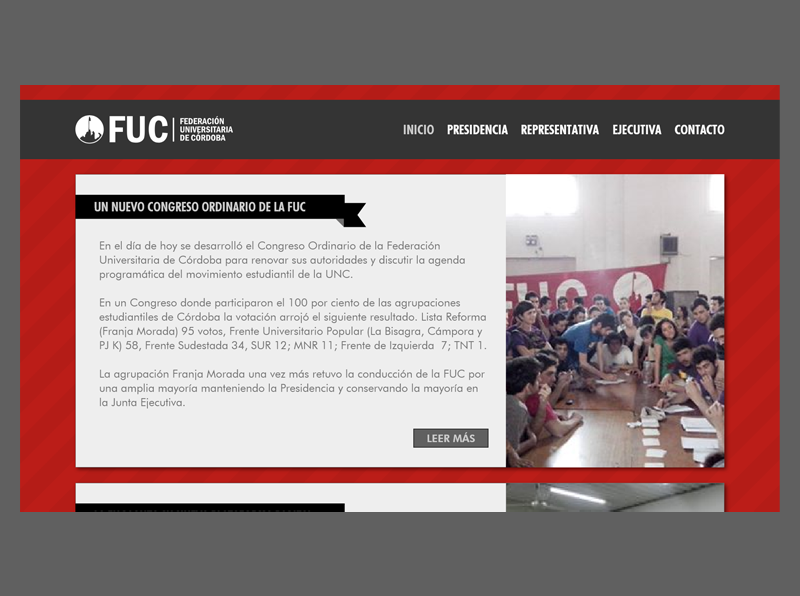 FUC
FEDERACIÓN
UNIVERSITARIA
DE CÓRDOBA
INICIO PRESIDENCIA REPRESENTATIVA EJECUTIVA CONTACTO
UN NUEVO CONGRESO ORDINARIO DE LA FUC
En el día de hoy se desarrolló el Congreso Ordinario de la Federación
Universitaria de Córdoba para renovar sus autoridades y discutir la agenda
programática del movimiento estudiantil de la UNC.
En un Congreso donde participaron el 100 por ciento de las agrupaciones
estudiantiles de Córdoba la votación arrojó el siguiente resultado. Lista Reforma
(Franja Morada) 95 votos, Frente Universitario Popular (La Bisagra, Cámpora y
PJ K) 58, Frente Sudestada 34, SUR 12; MNR 11; Frente de Izquierda 7; TNT 1.
La agrupación Franja Morada una vez más retuvo la conducción de la FUC por
una amplia mayoría manteniendo la Presidencia y conservando la mayoría en
la Junta Ejecutiva.
LEER MÁS
FUC